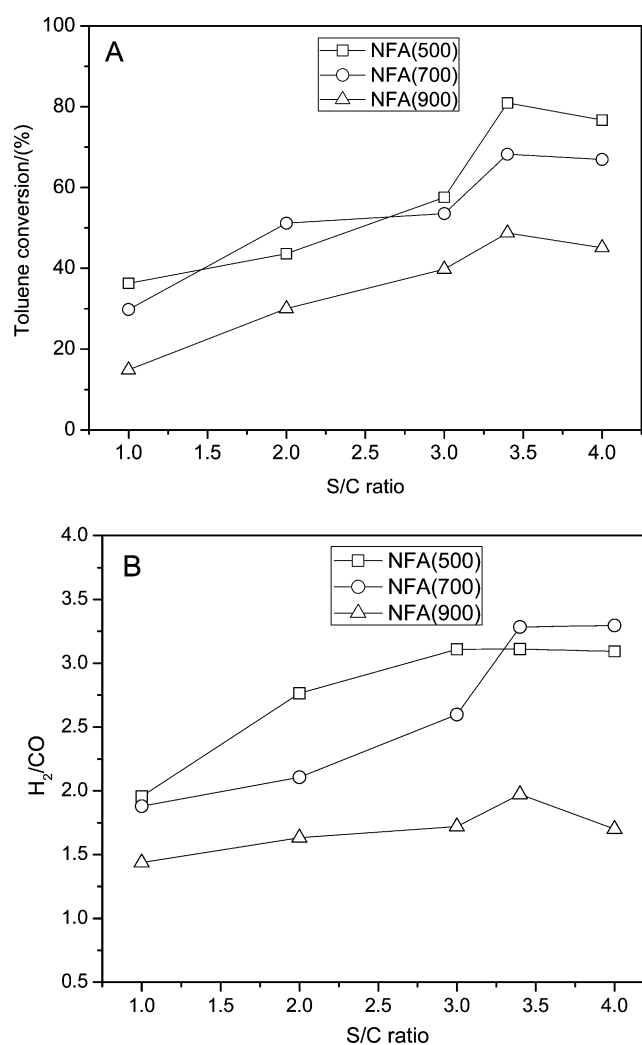 A
NFA(500)
NFA(700)
NFA(900)
100
80
60
40
20
0
Toluene conversion/(%)
1.0 1.5 2.0 2.5 3.0 3.5 4.0
S/C ratio
B
NFA(500)
NFA(700)
NFA(900)
4.0
3.5
3.0
2.5
2.0
1.5
1.0
0.5
H2/CO
1.0 1.5 2.0 2.5 3.0 3.5 4.0
S/C ratio